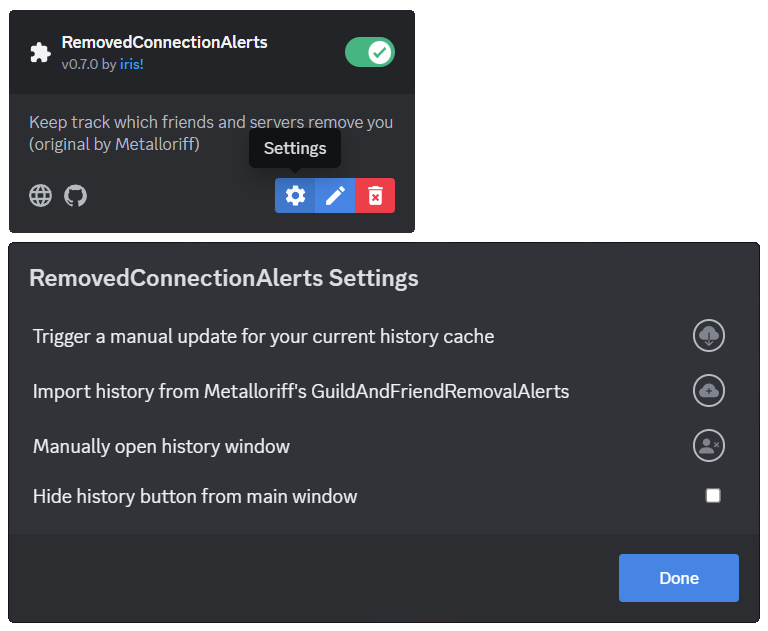 RemovedConnectionAlerts
v0.7.0 by iris!
Keep track which friends and servers remove you
(original by Metalloriff)
Settings
RemovedConnectionAlerts Settings
Trigger a manual update for your current history cache
Import history from Metalloriff's GuildAndFriendRemovalAlerts
Manually open history window
Hide history button from main window
Done